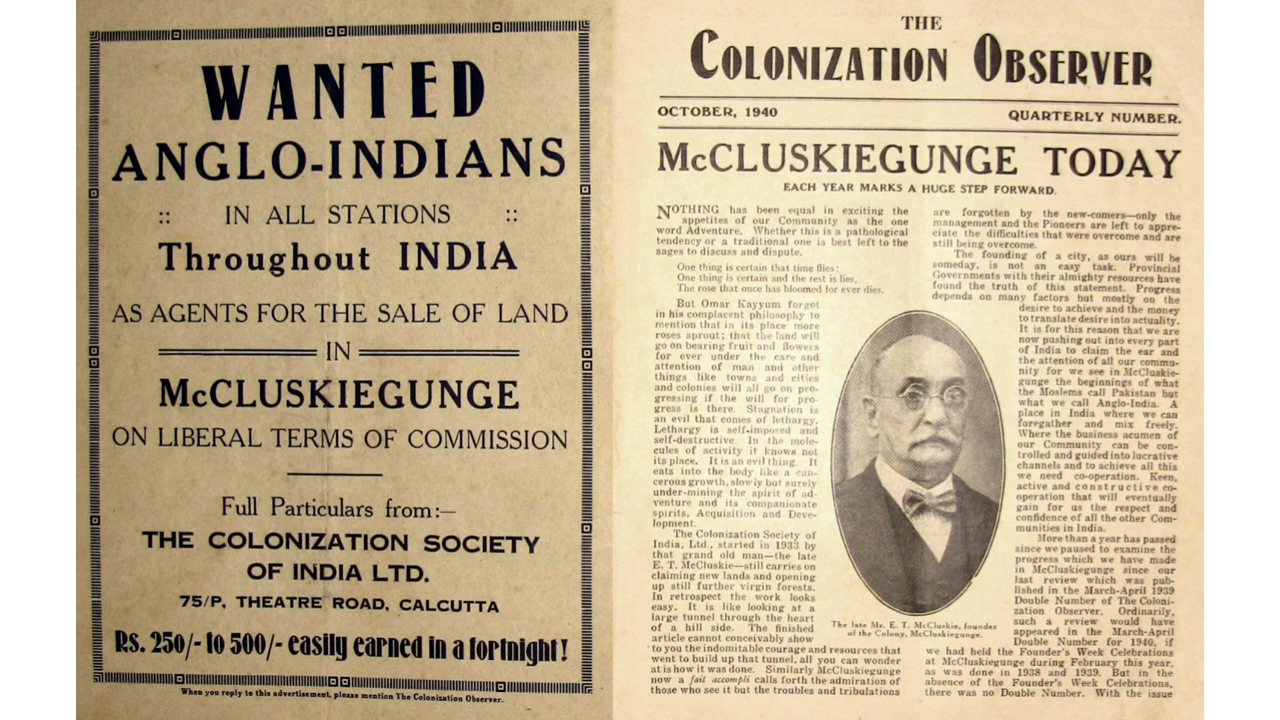 WANTED
ANGLO-INDIANS
:: IN ALL STATIONS ::
Throughout INDIA
AS AGENTS FOR THE SALE OF LAND
IN
McCLUSKIEGUNGE
ON LIBERAL TERMS OF COMMISSION
Full Particulars from:—
THE COLONIZATION SOCIETY
OF INDIA LTD.
75/P, THEATRE ROAD, CALCUTTA
Rs. 250/- to 500/- easily earned in a fortnight!
When you reply to this advertisement, please mention The Colonization Observer.
THE
COLONIZATION OBSERVER
OCTOBER, 1940
QUARTERLY NUMBER.
McCLUSKIEGUNGE TODAY
EACH YEAR MARKS A HUGE STEP FORWARD.
NOTHING has been equal in exciting the
appetites of our Community as the one
word Adventure. Whether this is a pathological
tendency or a traditional one is best left to the
sages to discuss and dispute.
One thing is certain that time flies:
One thing is certain and the rest is lies,
The rose that once has bloomed for ever dies.
But Omar Kayyum forgot
in his complacent philosophy to
mention that in its place more
roses sprout; that the land will
go on bearing fruit and flowers
for ever under the care and
attention of man and other
things like towns and cities
and colonies will all go on pro-
gressing if the will for pro-
gress is there. Stagnation is
an evil that comes of lethargy.
Lethargy is self-imposed and
self-destructive. In the mole-
cules of activity it knows not
its place. It is an evil thing. It
eats into the body like a can-
cerous growth, slowly but surely
under-mining the spirit of ad-
venture and its companionate
spirits, Acquisition and Deve-
lopment.
The Colonization Society of
India, Ltd., started in 1933 by
that grand old man—the late
E. T. McCluskie—still carries on
claiming new lands and opening
up still further virgin forests.
In retrospect the work looks
easy. It is like looking at a
large tunnel through the heart
of a hill side. The finished
article cannot conceivably show
to you the indomitable courage and resources that
went to build up that tunnel, all you can wonder
at is how it was done. Similarly McCluskiegunge
now a fait accompli calls forth the admiration of
those who see it but the troubles and tribulations
The late Mr. E. T. McCluskie, founder
of the Colony, McCluskiegunge.
are forgotten by the new-comers—only the
management and the Pioneers are left to appre-
ciate the difficulties that were overcome and are
still being overcome.
The founding of a city, as ours will be
someday, is not an easy task. Provincial
Governments with their almighty resources have
found the truth of this statement. Progress
depends on many factors but mostly on the
desire to achieve and the money
to translate desire into actuality.
It is for this reason that we are
now pushing out into every part
of India to claim the ear and
the attention of all our commu-
nity for we see in McCluskie-
gunge the beginnings of what
the Moslems call Pakistan but
what we call Anglo-India. A
place in India where we can
foregather and mix freely.
Where the business acumen of
our Community can be con-
trolled and guided into lucrative
channels and to achieve all this
we need co-operation. Keen,
active and constructive co-
operation that will eventually
gain for us the respect and
confidence of all the other Com-
munities in India.
More than a year has passed
since we paused to examine the
progress which we have made
in McCluskiegunge since our
last review which was pub-
lished in the March-April 1939
Double Number of The Coloni-
zation Observer. Ordinarily,
such a review would have
appeared in the March-April
Double Number for 1940, if
we had held the Founder's Week Celebrations
at McCluskiegunge during February this year,
as was done in 1938 and 1939. But in the
absence of the Founder's Week Celebrations,
there was no Double Number. With the issue